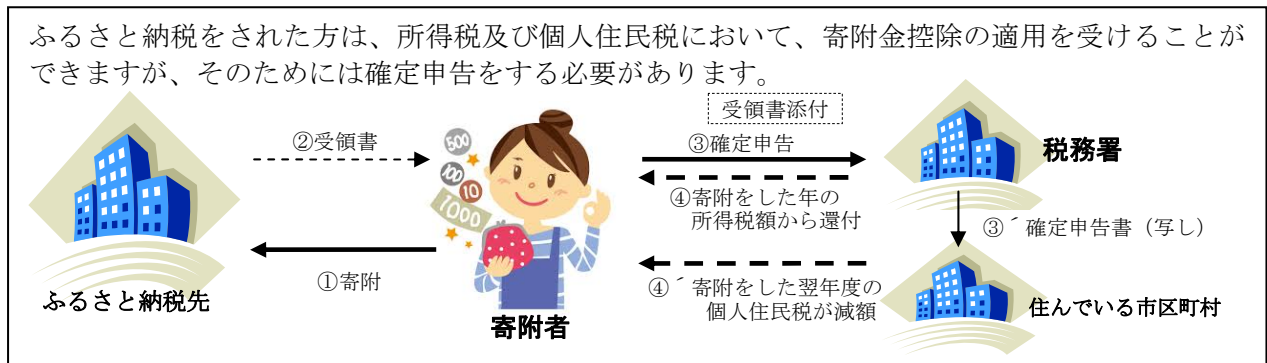 ふるさと納税をされた方は、所得税及び個人住民税において、寄附金控除の適用を受けることが
できますが、そのためには確定申告をする必要があります。
受領書添付
②受領書
③確定申告
税務署
④寄附をした年の
所得税額から還付
③´確定申告書（写し）
①寄附
④´寄附をした翌年度の
個人住民税が減額
ふるさと納税先
寄附者
住んでいる市区町村
500
100
10
1000